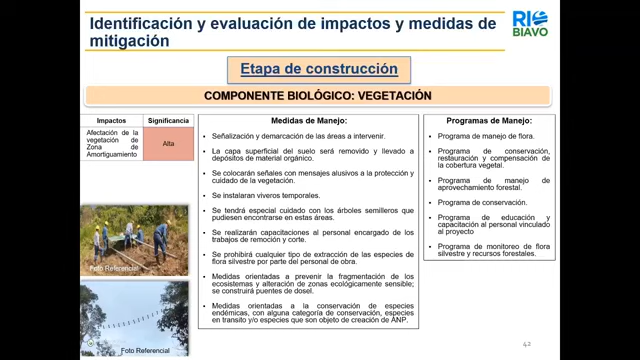 Identificación y evaluación de impactos y medidas de
mitigación
RIO
BIAVO
Etapa de construcción
COMPONENTE BIOLÓGICO: VEGETACIÓN
Impactos
Significancia
Afectación de la
vegetación de
Zona de
Amortiguamiento
Alta
Foto Referencial
Foto Referencial
Medidas de Manejo:
• Señalización y demarcación de las áreas a intervenir.
• La capa superficial del suelo será removido y llevado a
depósitos de material orgánico.
• Se colocarán señales con mensajes alusivos a la protección y
cuidado de la vegetación.
• Se instalaran viveros temporales.
• Se tendrá especial cuidado con los árboles semilleros que
pudiesen encontrarse en estas áreas.
• Se realizarán capacitaciones al personal encargado de los
trabajos de remoción y corte.
• Se prohibirá cualquier tipo de extracción de las especies de
flora silvestre por parte del personal de obra.
• Medidas orientadas a prevenir la fragmentación de los
ecosistemas y alteración de zonas ecológicamente sensible;
se construirá puentes de dosel.
• Medidas orientadas a la conservación de especies
endémicas, con alguna categoría de conservación, especies
en transito y/o especies que son objeto de creación de ANP.
Programas de Manejo:
• Programa de manejo de flora.
• Programa de conservación,
restauración y compensación de
la cobertura vegetal.
• Programa de manejo de
aprovechamiento forestal.
• Programa de conservación.
• Programa de educación y
capacitación al personal vinculado
al proyecto
• Programa de monitoreo de flora
silvestre y recursos forestales.
42